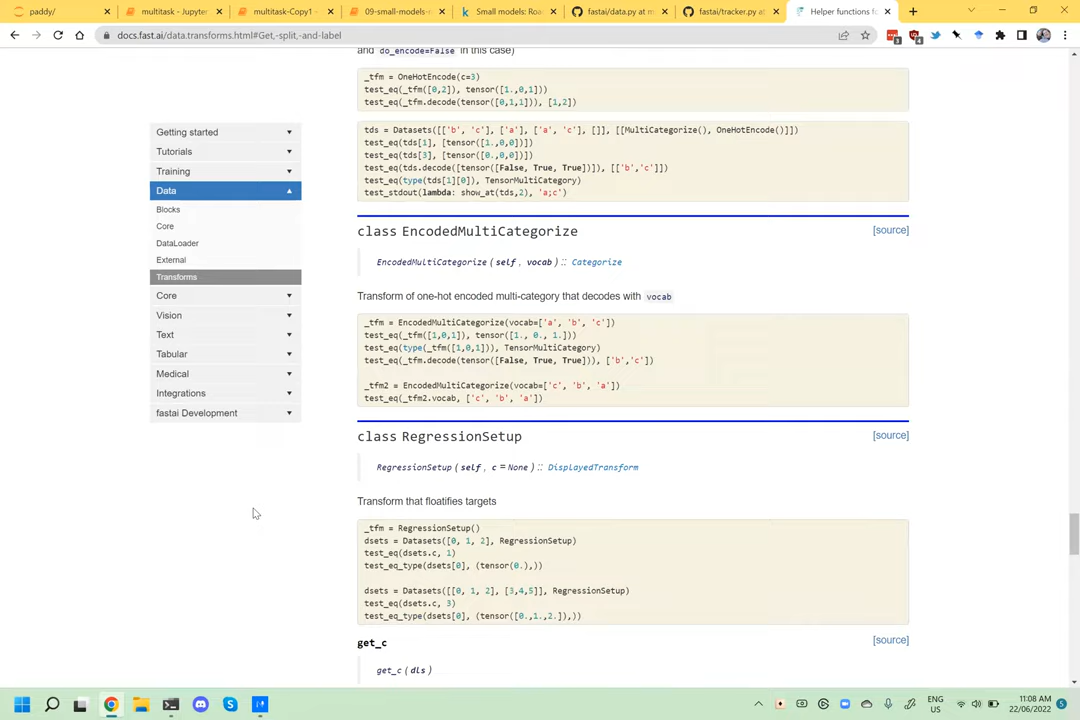 paddy/
multitask - Jupyter
multitask-Copy1 -
09-small-models-
Small models: Roa
fastai/data.py at m
fastai/tracker.py a
Helper functions fo
docs.fast.ai/data.transforms.html#Get,-split,-and-label
and do_encode=False in this case)
_tfm = OneHotEncode(c=3)
test_eq(_tfm([0,2]), tensor([1.,0,1]))
test_eq(_tfm.decode(tensor([0,1,1])), [1,2])
tds = Datasets([['b', 'c'], ['a'], ['a', 'c'], []], [[MultiCategorize(), OneHotEncode()]])
test_eq(tds[1], [tensor([1.,0,0])])
test_eq(tds[3], [tensor([0.,0,0])])
test_eq(tds.decode([tensor([False, True, True])]), [['b','c']])
test_eq(type(tds[1][0]), TensorMultiCategory)
test_stdout(lambda: show_at(tds,2), 'a;c')
Getting started
Tutorials
Training
Data
Blocks
Core
DataLoader
External
Transforms
Core
Vision
Text
Tabular
Medical
Integrations
fastai Development
class EncodedMultiCategorize
[source]
EncodedMultiCategorize(self, vocab) :: Categorize
Transform of one-hot encoded multi-category that decodes with vocab
_tfm = EncodedMultiCategorize(vocab=['a', 'b', 'c'])
test_eq(_tfm([1,0,1]), tensor([1., 0., 1.]))
test_eq(type(_tfm([1,0,1])), TensorMultiCategory)
test_eq(_tfm.decode(tensor([False, True, True])), ['b','c'])
_tfm2 = EncodedMultiCategorize(vocab=['c', 'b', 'a'])
test_eq(_tfm2.vocab, ['c', 'b', 'a'])
class RegressionSetup
[source]
RegressionSetup(self, c=None) :: DisplayedTransform
Transform that floatifies targets
_tfm = RegressionSetup()
dsets = Datasets([0, 1, 2], RegressionSetup)
test_eq(dsets.c, 1)
test_eq_type(dsets[0], (tensor(0.),))
dsets = Datasets([[0, 1, 2], [3,4,5]], RegressionSetup)
test_eq(dsets.c, 3)
test_eq_type(dsets[0], (tensor([0.,1.,2.]),))
get_c
[source]
get_c(dls)
ENG
US
11:08 AM
22/06/2022